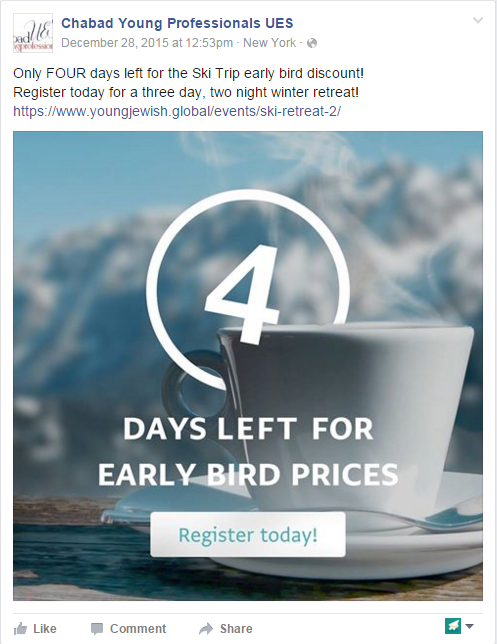 Chabad Young Professionals UES
December 28, 2015 at 12:53pm · New York ·
Only FOUR days left for the Ski Trip early bird discount!
Register today for a three day, two night winter retreat!
https://www.youngjewish.global/events/ski-retreat-2/
4
DAYS LEFT FOR
EARLY BIRD PRICES
Register today!
Like Comment Share